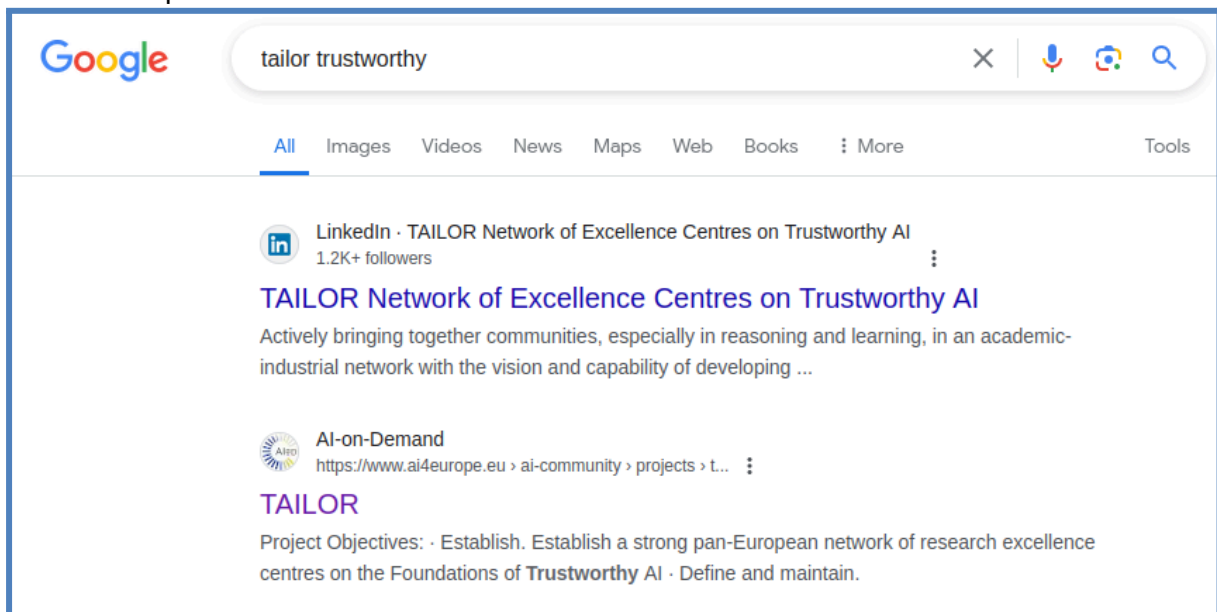 Google
tailor trustworthy
All Images Videos News Maps Web Books More Tools
in
LinkedIn · TAILOR Network of Excellence Centres on Trustworthy AI
1.2K+ followers
TAILOR Network of Excellence Centres on Trustworthy AI
Actively bringing together communities, especially in reasoning and learning, in an academic-
industrial network with the vision and capability of developing ...
AI-on-Demand
https://www.ai4europe.eu › ai-community › projects › t...
TAILOR
Project Objectives: · Establish. Establish a strong pan-European network of research excellence
centres on the Foundations of Trustworthy AI · Define and maintain.